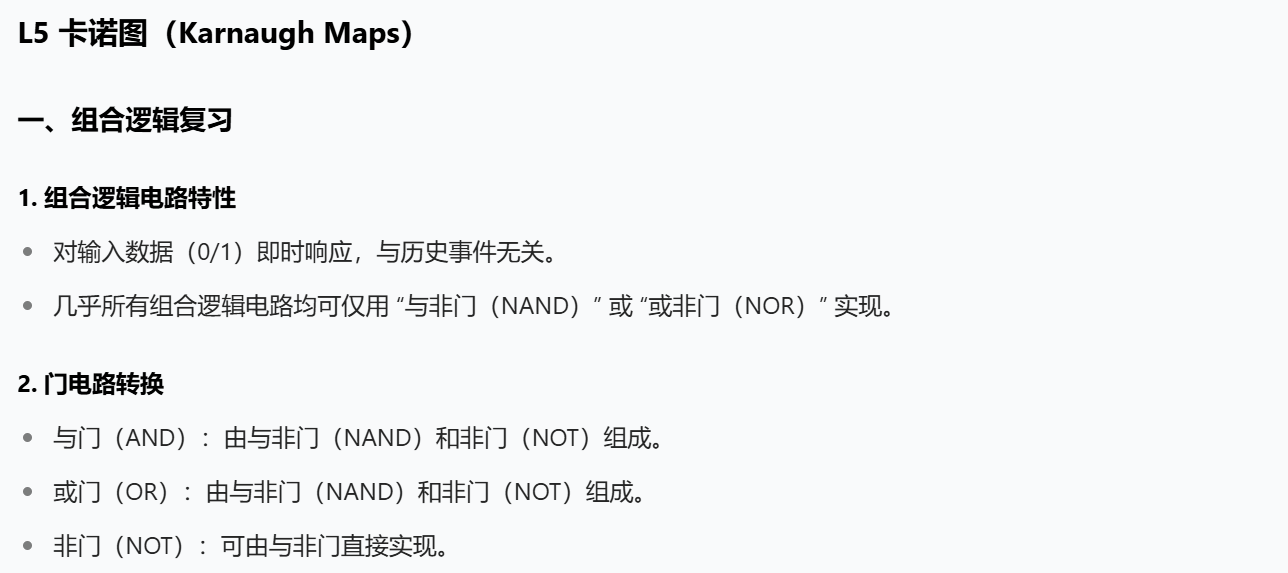 L5 卡诺图（Karnaugh Maps）
一、组合逻辑复习
1. 组合逻辑电路特性
• 对输入数据（0/1）即时响应，与历史事件无关。
• 几乎所有组合逻辑电路均可仅用 “与非门（NAND）” 或 “或非门（NOR）” 实现。
2. 门电路转换
• 与门（AND）：由与非门（NAND）和非门（NOT）组成。
• 或门（OR）：由与非门（NAND）和非门（NOT）组成。
• 非门（NOT）：可由与非门直接实现。